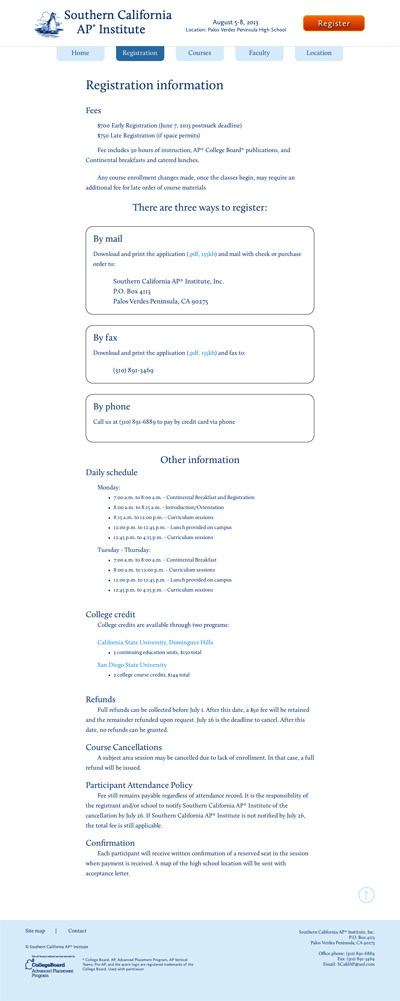 Southern California
AP® Institute
August 5-8, 2013
Location: Palos Verdes Peninsula High School
Register
Home
Registration
Courses
Faculty
Location
Registration information
Fees
$700 Early Registration (June 7, 2013 postmark deadline)
$750 Late Registration (if space permits)
Fee includes 30 hours of instruction, AP® College Board® publications, and
Continental breakfasts and catered lunches.
Any course enrollment changes made, once the classes begin, may require an
additional fee for late order of course materials
There are three ways to register:
By mail
Download and print the application (.pdf, 135kb) and mail with check or purchase
order to:
Southern California AP® Institute, Inc.
P.O. Box 4113
Palos Verdes Peninsula, CA 90275
By fax
Download and print the application (.pdf, 135kb) and fax to:
(310) 891-3469
By phone
Call us at (310) 891-6889 to pay by credit card via phone
Other information
Daily schedule
Monday:
• 7:00 a.m. to 8:00 a.m. - Continental Breakfast and Registration
• 8:00 a.m. to 8:15 a.m. - Introduction/Orientation
• 8:15 a.m. to 12:00 p.m. - Curriculum sessions
• 12:00 p.m. to 12:45 p.m. - Lunch provided on campus
• 12:45 p.m. to 4:15 p.m. - Curriculum sessions
Tuesday - Thursday:
• 7:00 a.m. to 8:00 a.m. - Continental Breakfast
• 8:00 a.m. to 12:00 p.m. - Curriculum sessions
• 12:00 p.m. to 12:45 p.m. - Lunch provided on campus
• 12:45 p.m. to 4:15 p.m. - Curriculum sessions
College credit
College credits are available through two programs:
California State University, Dominguez Hills
• 3 continuing education units, $150 total
San Diego State University
• 2 college course credits, $144 total
Refunds
Full refunds can be collected before July 1. After this date, a $50 fee will be retained
and the remainder refunded upon request. July 26 is the deadline to cancel. After this
date, no refunds can be granted.
Course Cancellations
A subject area session may be cancelled due to lack of enrollment. In that case, a full
refund will be issued.
Participant Attendance Policy
Fee still remains payable regardless of attendance record. It is the responsibility of
the registrant and/or school to notify Southern California AP® Institute of the
cancellation by July 26. If Southern California AP® Institute is not notified by July 26,
the total fee is still applicable.
Confirmation
Each participant will receive written confirmation of a reserved seat in the session
when payment is received. A map of the high school location will be sent with
acceptance letter.
Site map | Contact
© Southern California AP® Institute
CollegeBoard
Advanced Placement
Program
® College Board, AP, Advanced Placement Program, AP Vertical
Teams, Pre-AP, and the acorn logo are registered trademarks of the
College Board. Used with permission
Southern California AP® Institute, Inc.
P.O. Box 4113
Palos Verdes Peninsula, CA 90275
Office phone: (310) 891-6889
Fax: (310) 891-3469
Email: SCalIAP@aol.com